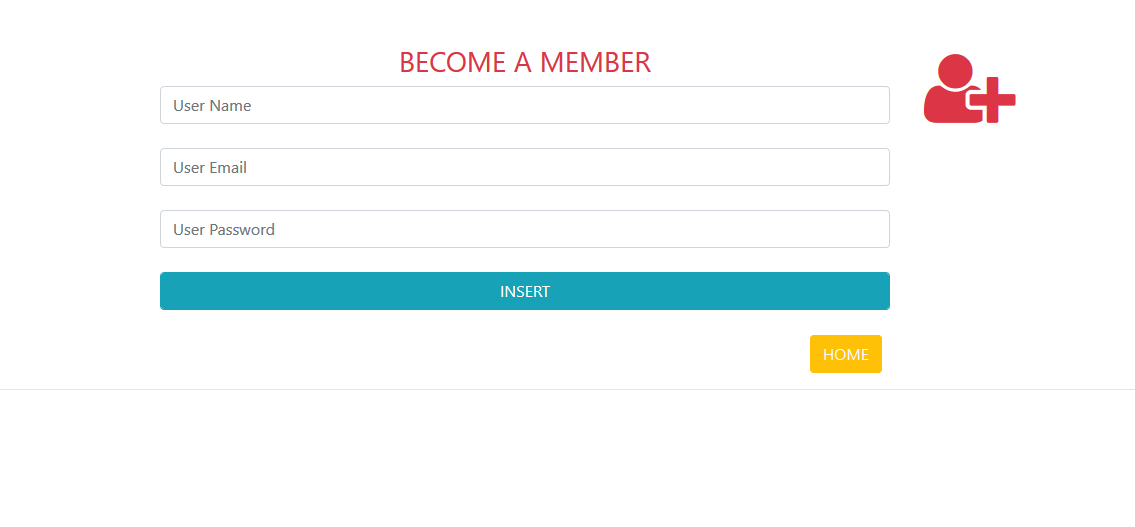 BECOME A MEMBER
User Name
User Email
User Password
INSERT
HOME